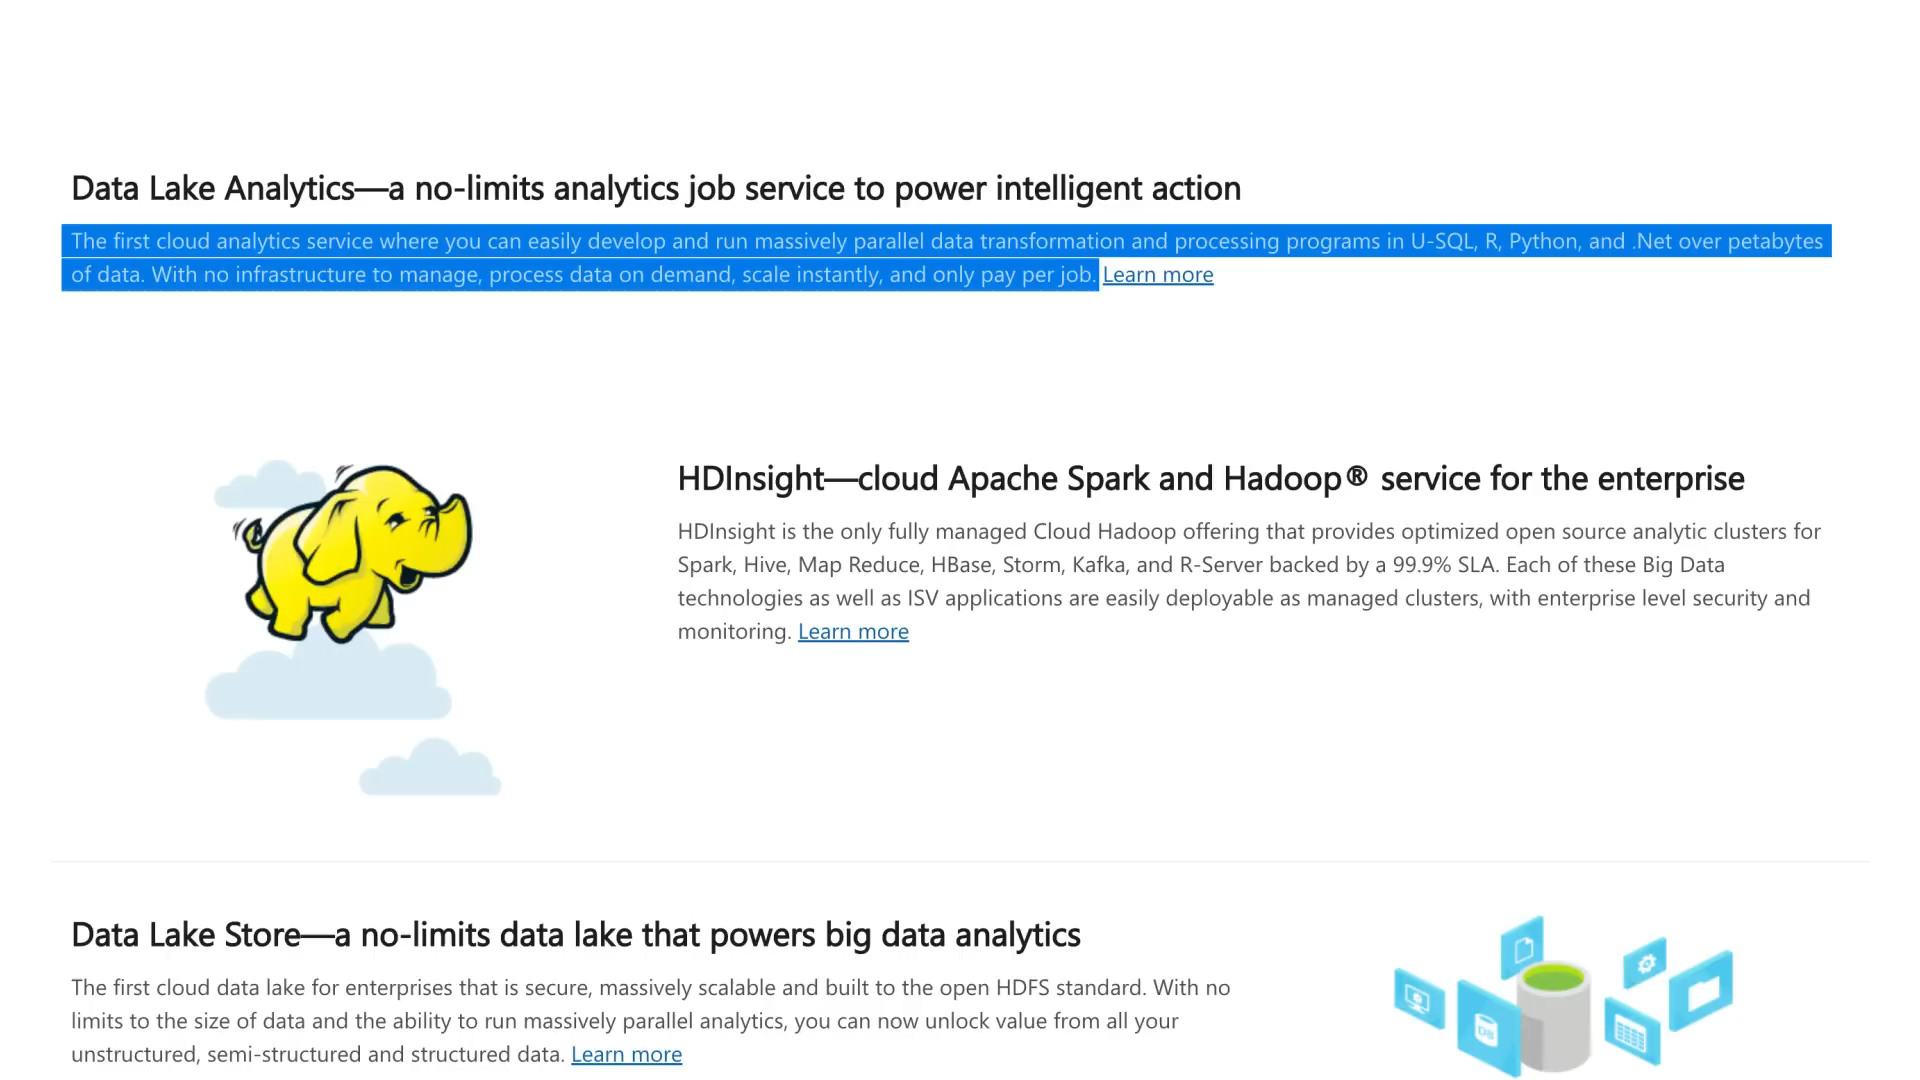 Data Lake Analytics—a no-limits analytics job service to power intelligent action
The first cloud analytics service where you can easily develop and run massively parallel data transformation and processing programs in U-SQL, R, Python, and .Net over petabytes
of data. With no infrastructure to manage, process data on demand, scale instantly, and only pay per job. Learn more
HDInsight—cloud Apache Spark and Hadoop® service for the enterprise
HDInsight is the only fully managed Cloud Hadoop offering that provides optimized open source analytic clusters for
Spark, Hive, Map Reduce, HBase, Storm, Kafka, and R-Server backed by a 99.9% SLA. Each of these Big Data
technologies as well as ISV applications are easily deployable as managed clusters, with enterprise level security and
monitoring. Learn more
Data Lake Store—a no-limits data lake that powers big data analytics
The first cloud data lake for enterprises that is secure, massively scalable and built to the open HDFS standard. With no
limits to the size of data and the ability to run massively parallel analytics, you can now unlock value from all your
unstructured, semi-structured and structured data. Learn more
DB